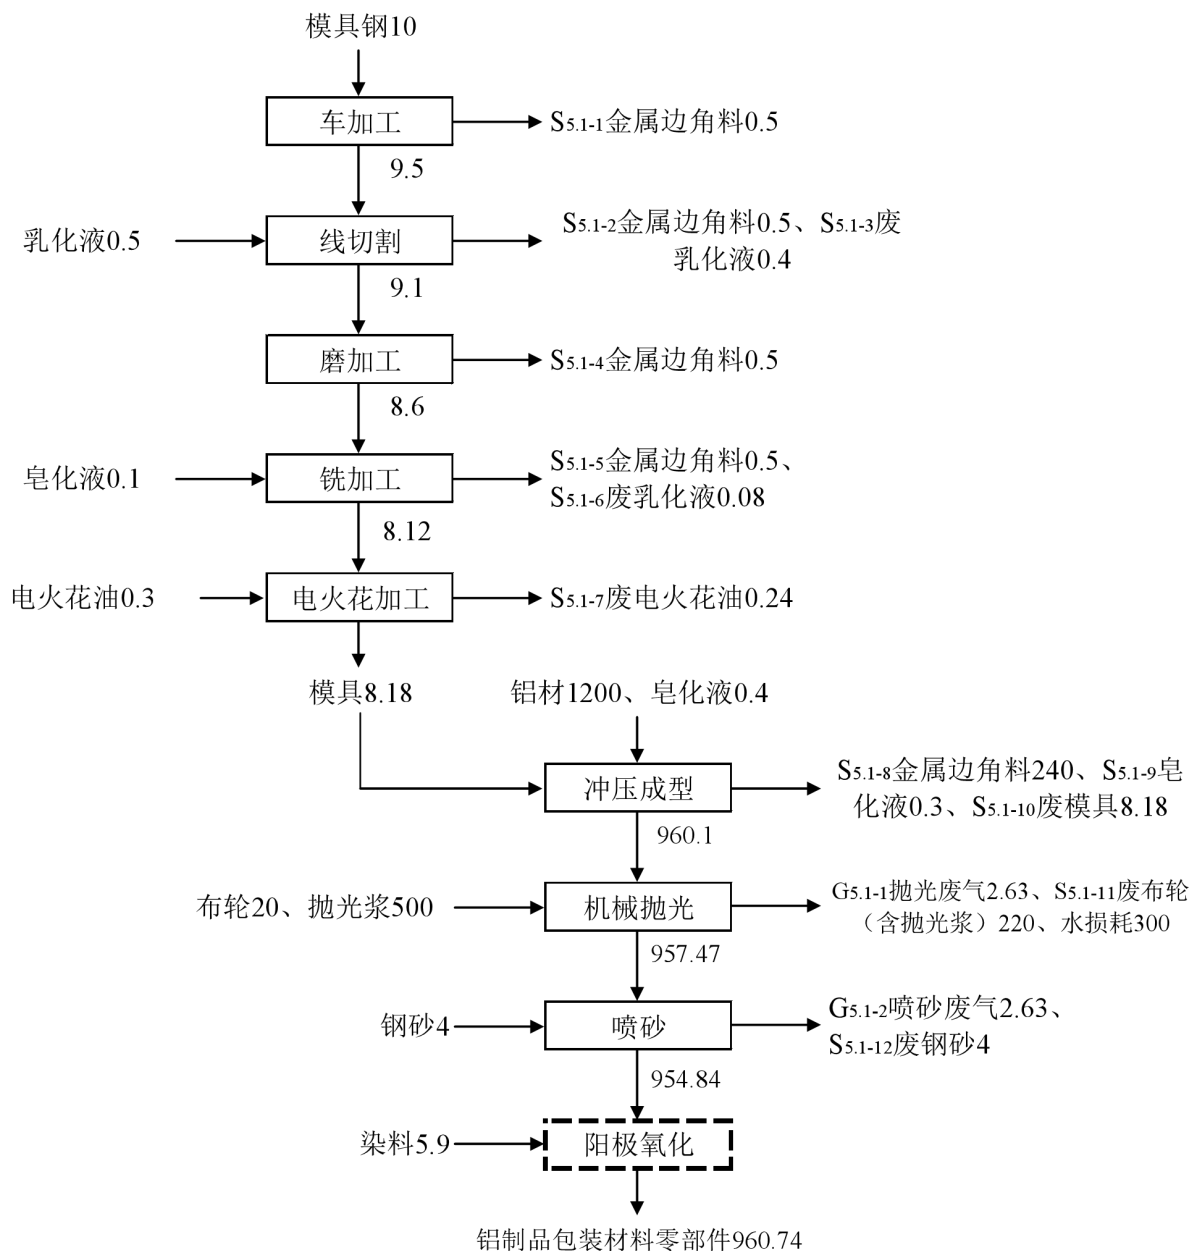 模具钢10
车加工
S5.1-1金属边角料0.5
9.5
乳化液0.5
线切割
S5.1-2金属边角料0.5、S5.1-3废
乳化液0.4
9.1
磨加工
S5.1-4金属边角料0.5
8.6
皂化液0.1
铣加工
S5.1-5金属边角料0.5、
S5.1-6废乳化液0.08
8.12
电火花油0.3
电火花加工
S5.1-7废电火花油0.24
模具8.18
铝材1200、皂化液0.4
冲压成型
S5.1-8金属边角料240、S5.1-9皂
化液0.3、S5.1-10废模具8.18
960.1
布轮20、抛光浆500
机械抛光
G5.1-1抛光废气2.63、S5.1-11废布轮
（含抛光浆）220、水损耗300
957.47
钢砂4
喷砂
G5.1-2喷砂废气2.63、
S5.1-12废钢砂4
954.84
染料5.9
阳极氧化
铝制品包装材料零部件960.74